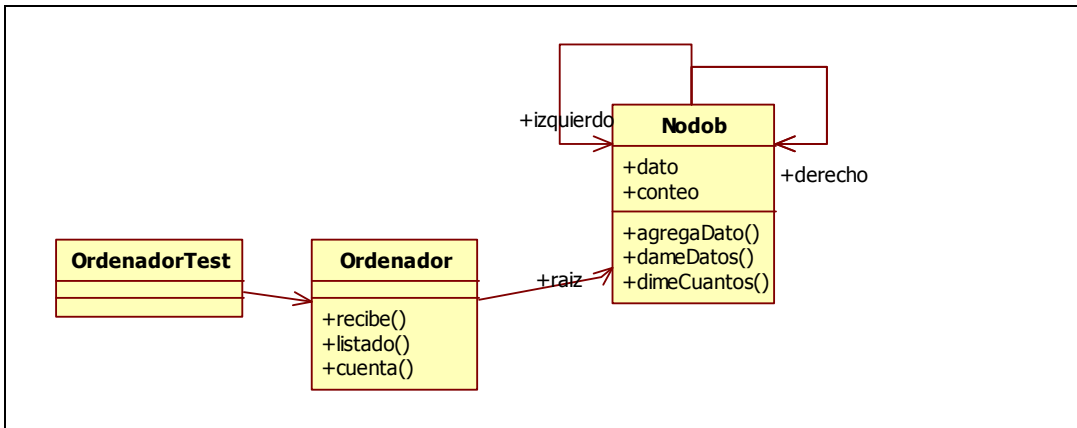 +izquierdo
Nodob
+dato
+conteo
+derecho
+agregaDato()
+dameDatos()
+dimeCuantos()
OrdenadorTest
Ordenador
+raiz
+recibe()
+listado()
+cuenta()